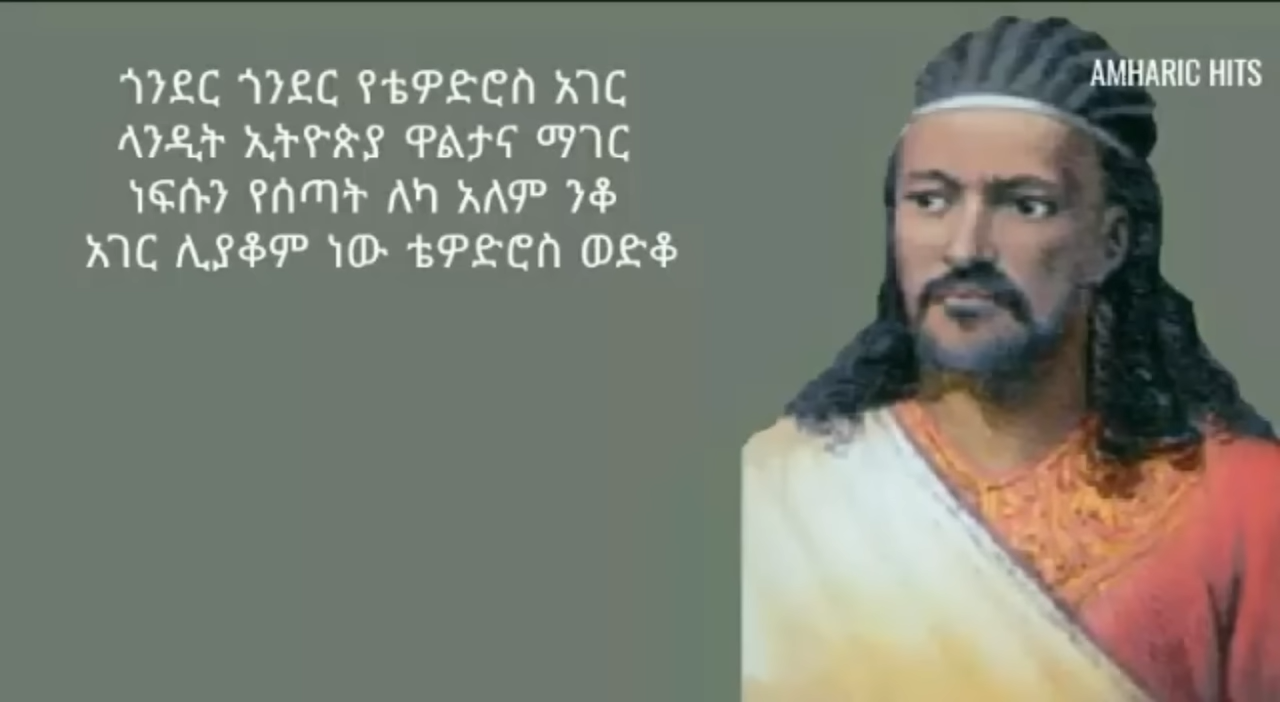 ጎንደር ጎንደር የቴዎድሮስ አገር
ላንዲት ኢትዮጵያ ዋልታና ማገር
ነፍሱን የሰጣት ለካ አለም ንቆ
አገር ሊያቆም ነው ቴዎድሮስ ወድቆ
AMHARIC HITS